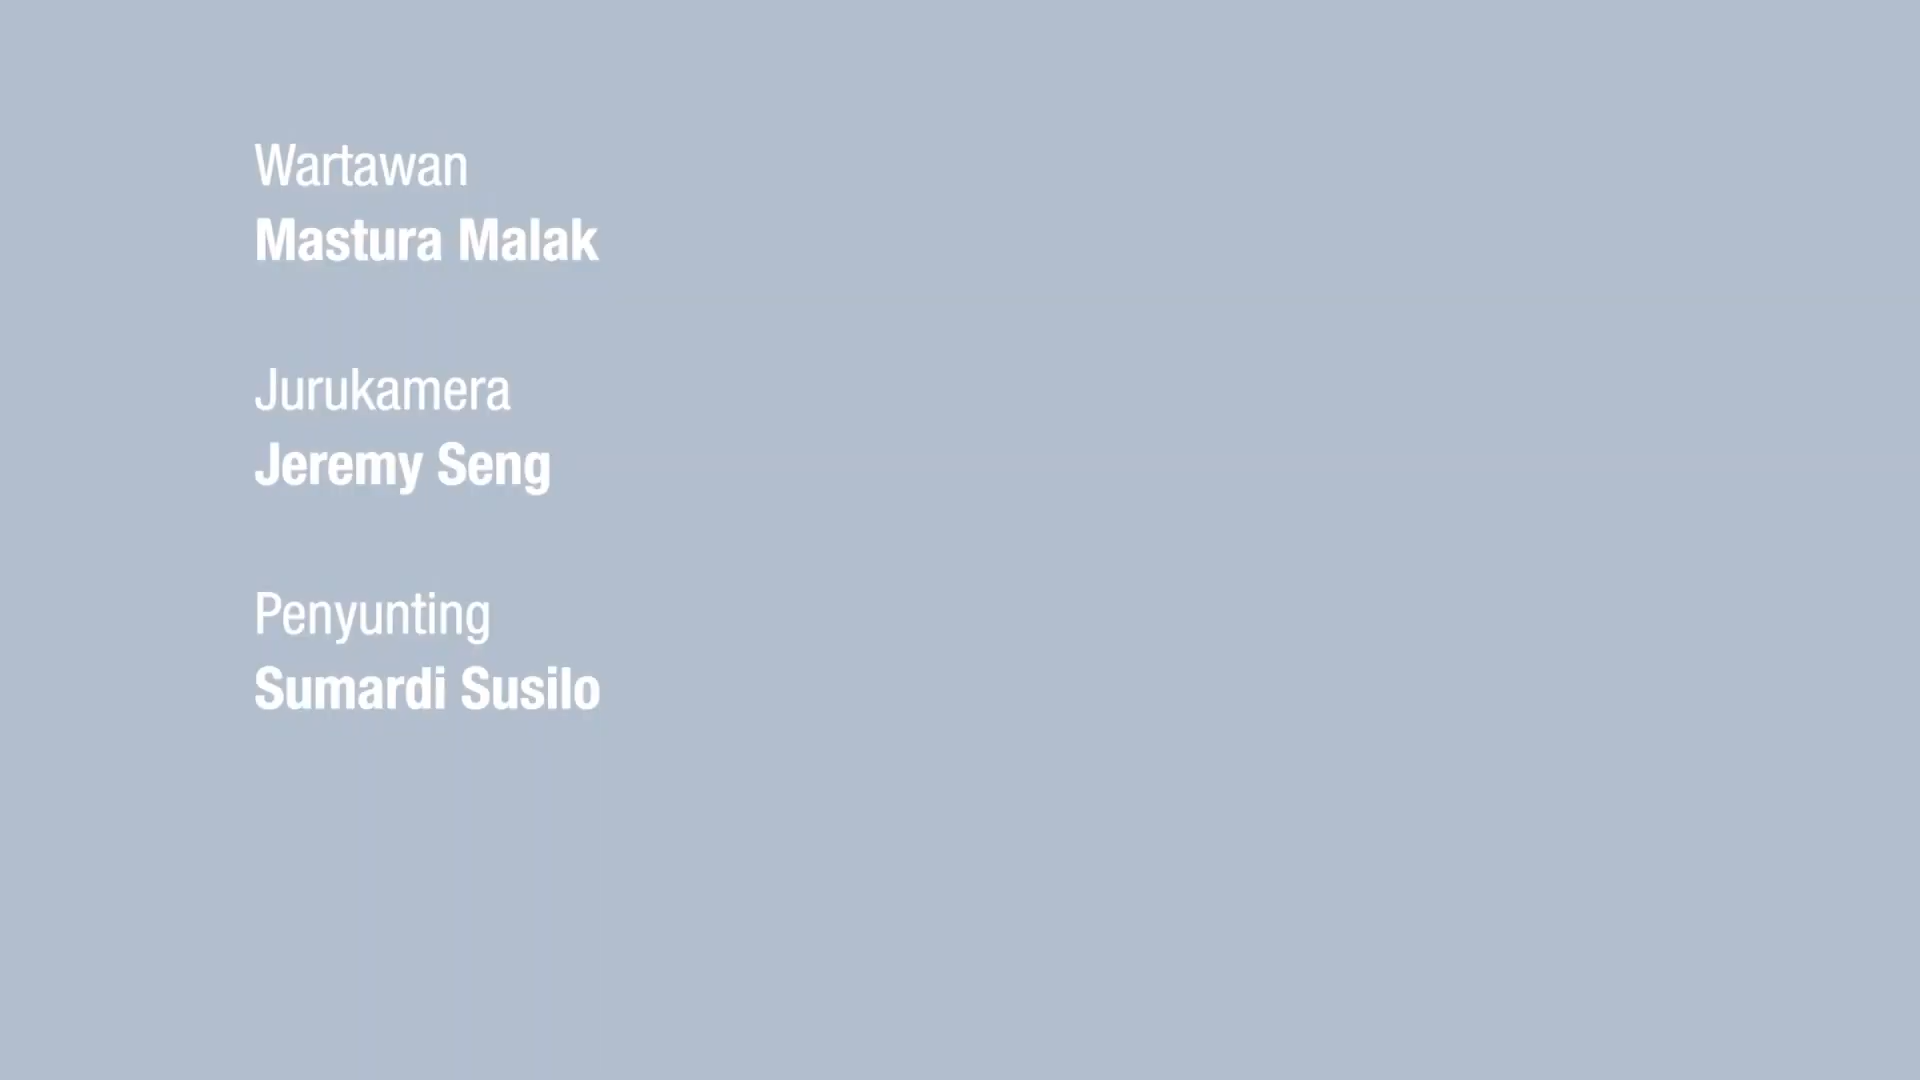 Wartawan
Mastura Malak
Jurukamera
Jeremy Seng
Penyunting
Sumardi Susilo